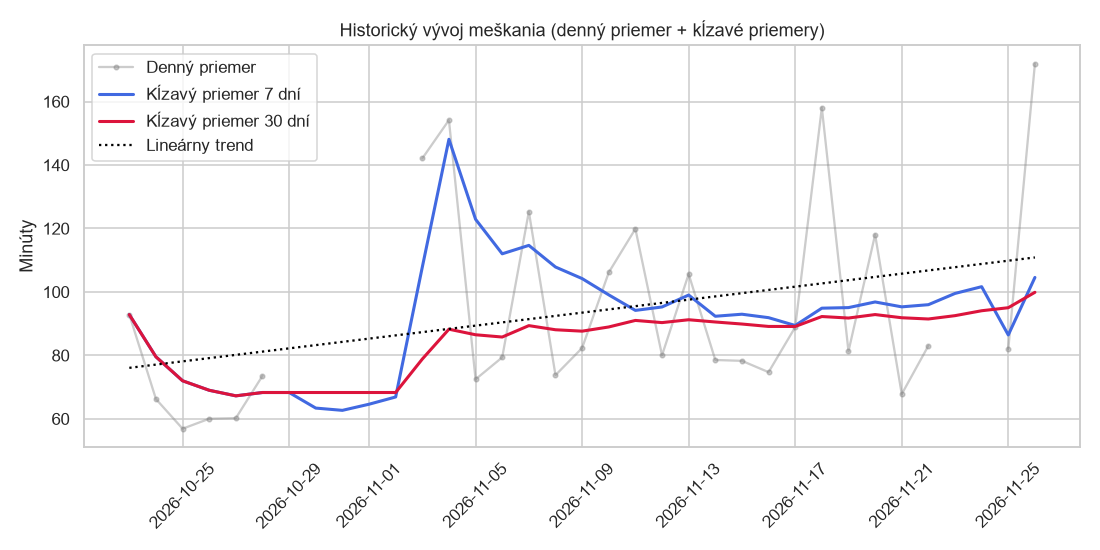 Historický vývoj meškania (denný priemer + kĺzavé priemery)
Denný priemer
Kĺzavý priemer 7 dní
Kĺzavý priemer 30 dní
Lineárny trend
Minúty
160
140
120
100
80
60
2026-10-25
2026-10-29
2026-11-01
2026-11-05
2026-11-09
2026-11-13
2026-11-17
2026-11-21
2026-11-25